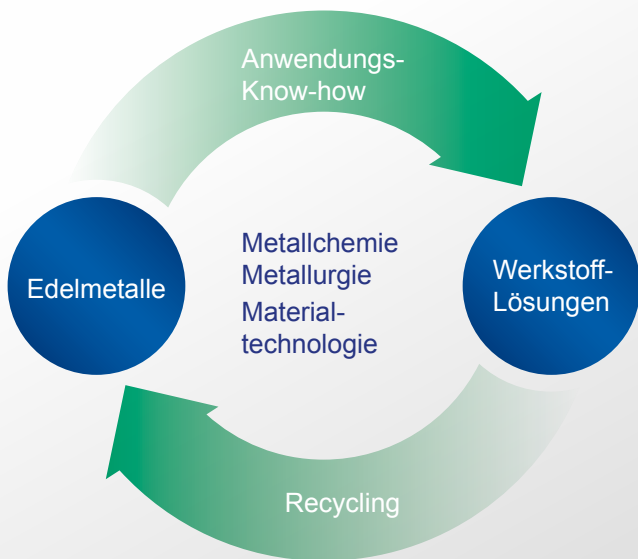 Anwendungs-
Know-how
Edelmetalle
Metallchemie
Metallurgie
Material-
technologie
Werkstoff-
Lösungen
Recycling